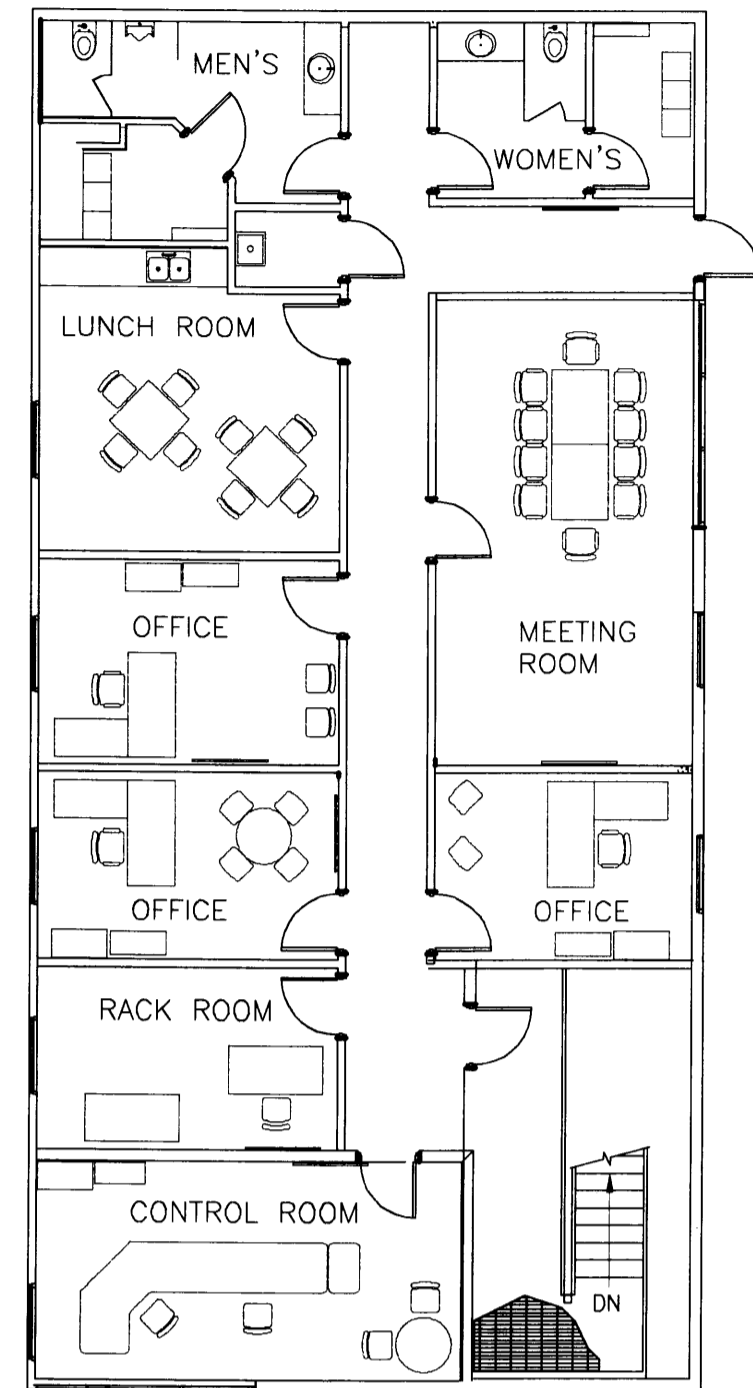 MEN'S
WOMEN'S
LUNCH ROOM
OFFICE
MEETING
ROOM
OFFICE
OFFICE
RACK ROOM
CONTROL ROOM
DN